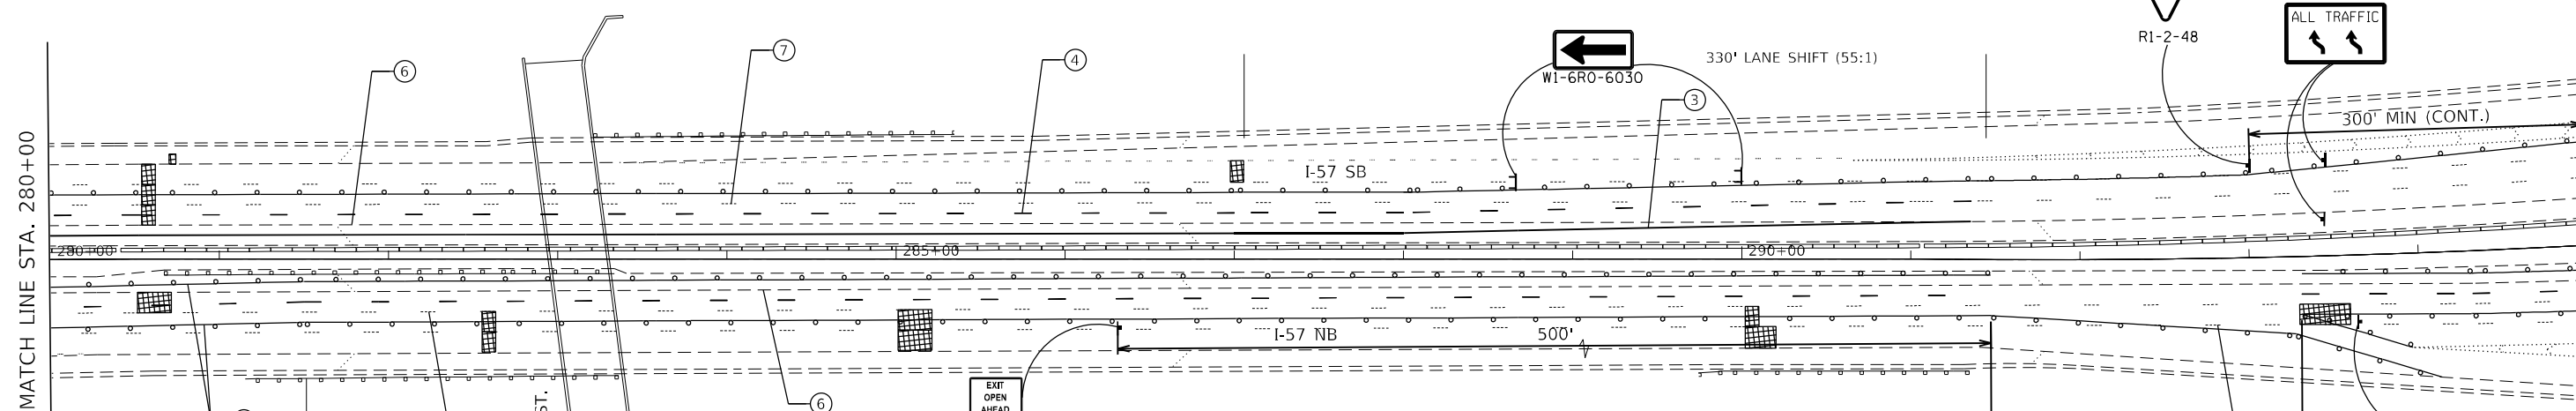 ALL TRAFFIC
R1-2-48
W1-6R0-6030
330' LANE SHIFT (55:1)
6
7
4
3
300' MIN (CONT.)
I-57 SB
MATCH LINE STA. 280+00
280+00
285+00
290+00
I-57 NB
500'
EXIT
OPEN
AHEAD
6
ST.